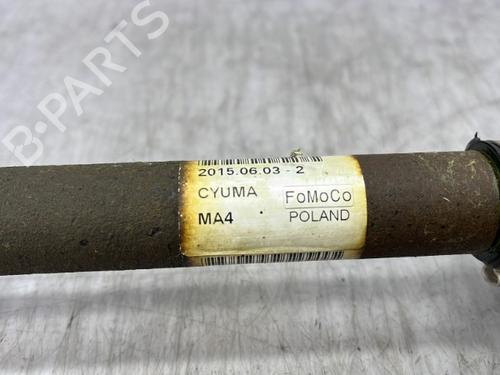 B-PARTS
2015.06.03 - 2
CYUMA
FoMoCo
MA4
POLAND